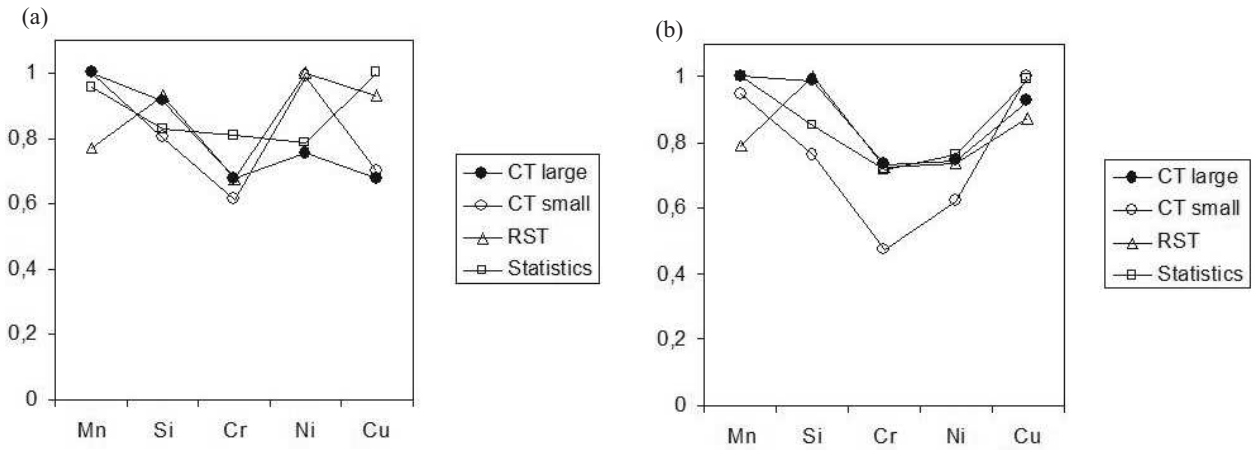 (a)
1
0,8
0,6
0,4
0,2
0
Mn Si Cr Ni Cu
CT large
CT small
RST
Statistics
(b)
1
0,8
0,6
0,4
0,2
0
Mn Si Cr Ni Cu
CT large
CT small
RST
Statistics